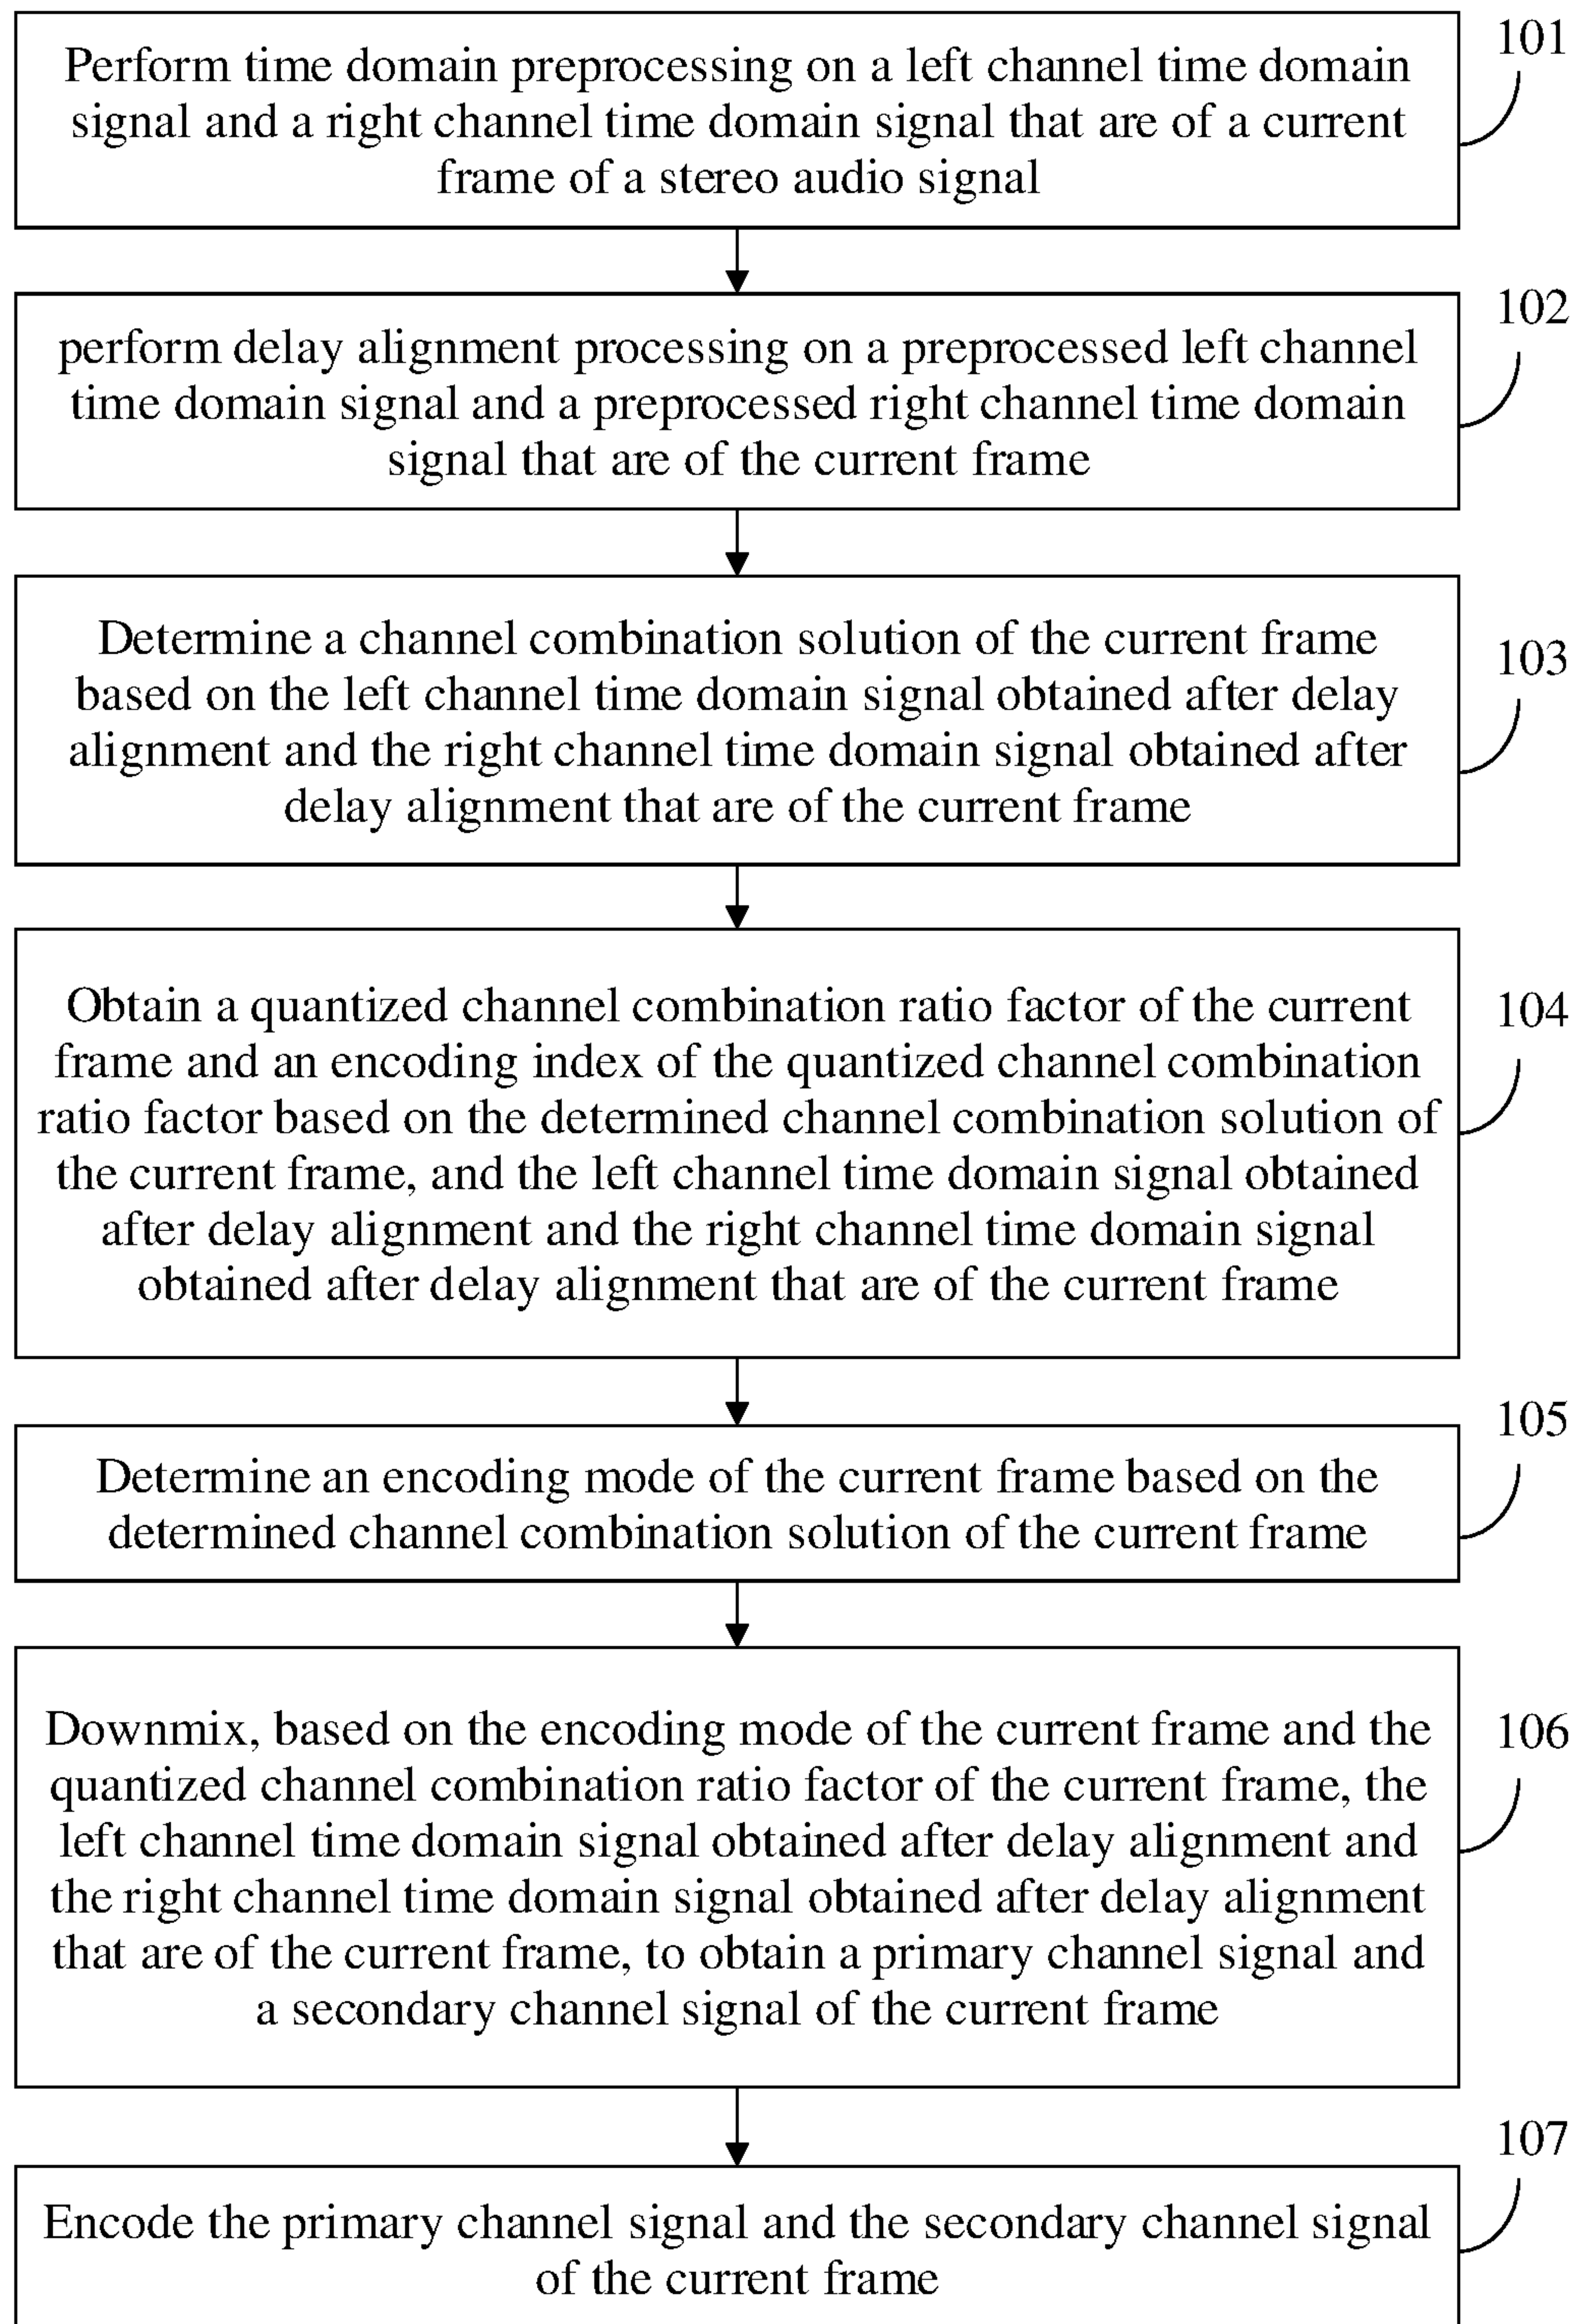 101
Perform time domain preprocessing on a left channel time domain
signal and a right channel time domain signal that are of a current
frame of a stereo audio signal
102
perform delay alignment processing on a preprocessed left channel
time domain signal and a preprocessed right channel time domain
signal that are of the current frame
103
Determine a channel combination solution of the current frame
based on the left channel time domain signal obtained after delay
alignment and the right channel time domain signal obtained after
delay alignment that are of the current frame
104
Obtain a quantized channel combination ratio factor of the current
frame and an encoding index of the quantized channel combination
ratio factor based on the determined channel combination solution of
the current frame, and the left channel time domain signal obtained
after delay alignment and the right channel time domain signal
obtained after delay alignment that are of the current frame
105
Determine an encoding mode of the current frame based on the
determined channel combination solution of the current frame
106
Downmix, based on the encoding mode of the current frame and the
quantized channel combination ratio factor of the current frame, the
left channel time domain signal obtained after delay alignment and
the right channel time domain signal obtained after delay alignment
that are of the current frame, to obtain a primary channel signal and
a secondary channel signal of the current frame
107
Encode the primary channel signal and the secondary channel signal
of the current frame